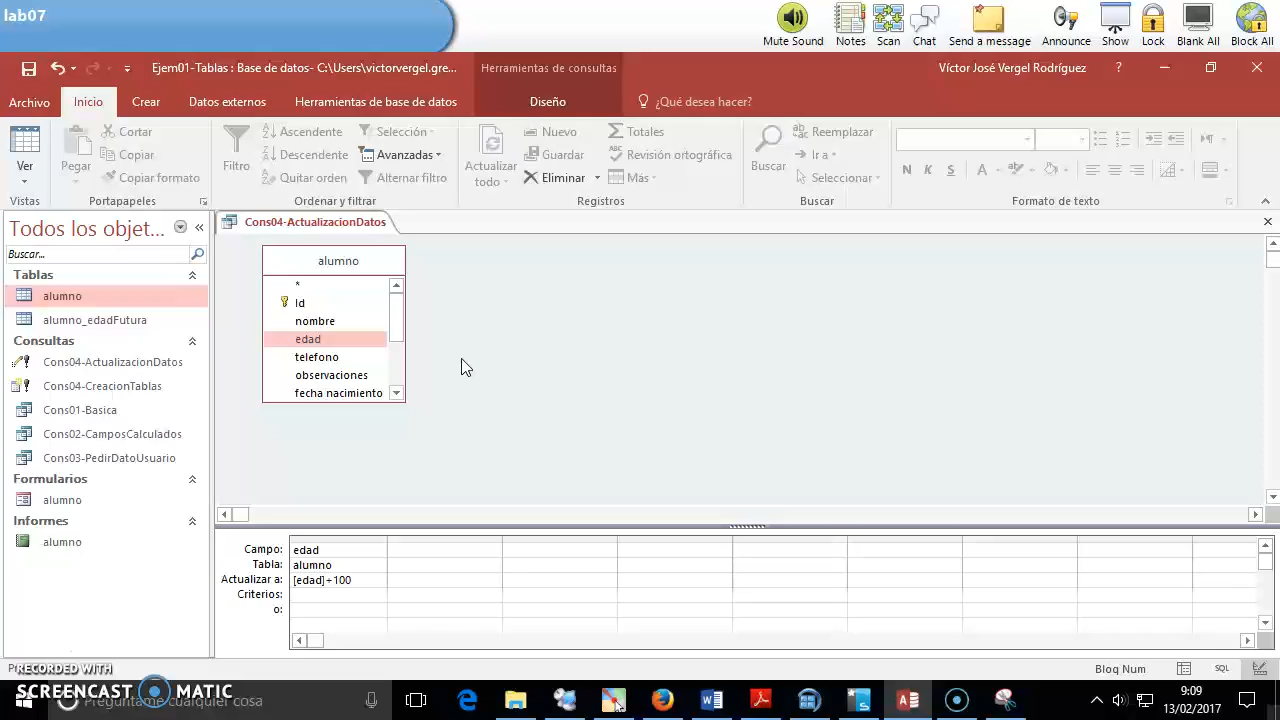 lab07
Mute Sound Notes Scan Chat Send a message Announce Show Lock Blank All Block All
Ejem01-Tablas : Base de datos- C:\Users\victorvergel.gre... Herramientas de consultas Víctor José Vergel Rodríguez ?
Archivo Inicio Crear Datos externos Herramientas de base de datos Diseño ¿Qué desea hacer?
Ver
Pegar
Cortar
Copiar
Copiar formato
Filtro
Ascendente
Descendente
Quitar orden
Selección
Avanzadas
Alternar filtro
Actualizar todo
Nuevo
Guardar
Eliminar
Totales
Revisión ortográfica
Más
Buscar
Reemplazar
Ir a
Seleccionar
N K S A
Vistas Portapapeles Ordenar y filtrar Registros Buscar Formato de texto
Todos los objet...
Buscar...
Tablas
alumno
alumno_edadFutura
Consultas
Cons04-ActualizacionDatos
Cons04-CreacionTablas
Cons01-Basica
Cons02-CamposCalculados
Cons03-PedirDatoUsuario
Formularios
alumno
Informes
alumno
Cons04-ActualizacionDatos
alumno
*
Id
nombre
edad
telefono
observaciones
fecha nacimiento
Campo: edad
Tabla: alumno
Actualizar a: [edad]+100
Criterios:
o:
Bloq Num SQL
RECORDED WITH
SCREENCAST MATIC
Pregúntame cualquier cosa
9:09
13/02/2017